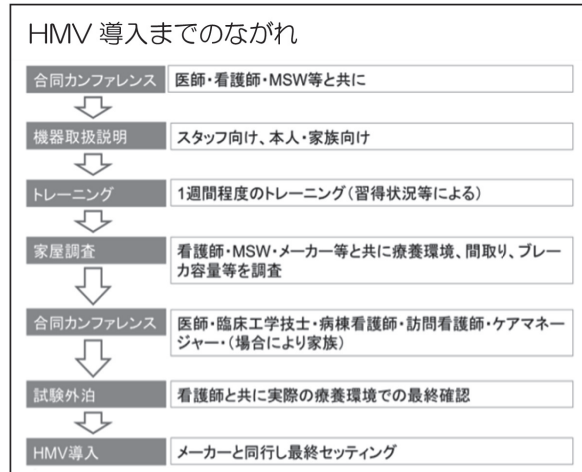 HMV 導入までのながれ
合同カンファレンス
医師・看護師・MSW等と共に
機器取扱説明
スタッフ向け、本人・家族向け
トレーニング
1週間程度のトレーニング(習得状況等による)
家屋調査
看護師・MSW・メーカー等と共に療養環境、間取り、ブレー
カ容量等を調査
合同カンファレンス
医師・臨床工学技士・病棟看護師・訪問看護師・ケアマネー
ジャー・(場合により家族)
試験外泊
看護師と共に実際の療養環境での最終確認
HMV導入
メーカーと同行し最終セッティング